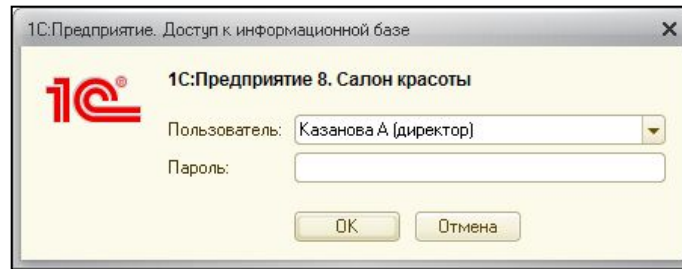 1С:Предприятие. Доступ к информационной базе
1С®
1С:Предприятие 8. Салон красоты
Пользователь: Казанова А (директор)
Пароль:
OK Отмена